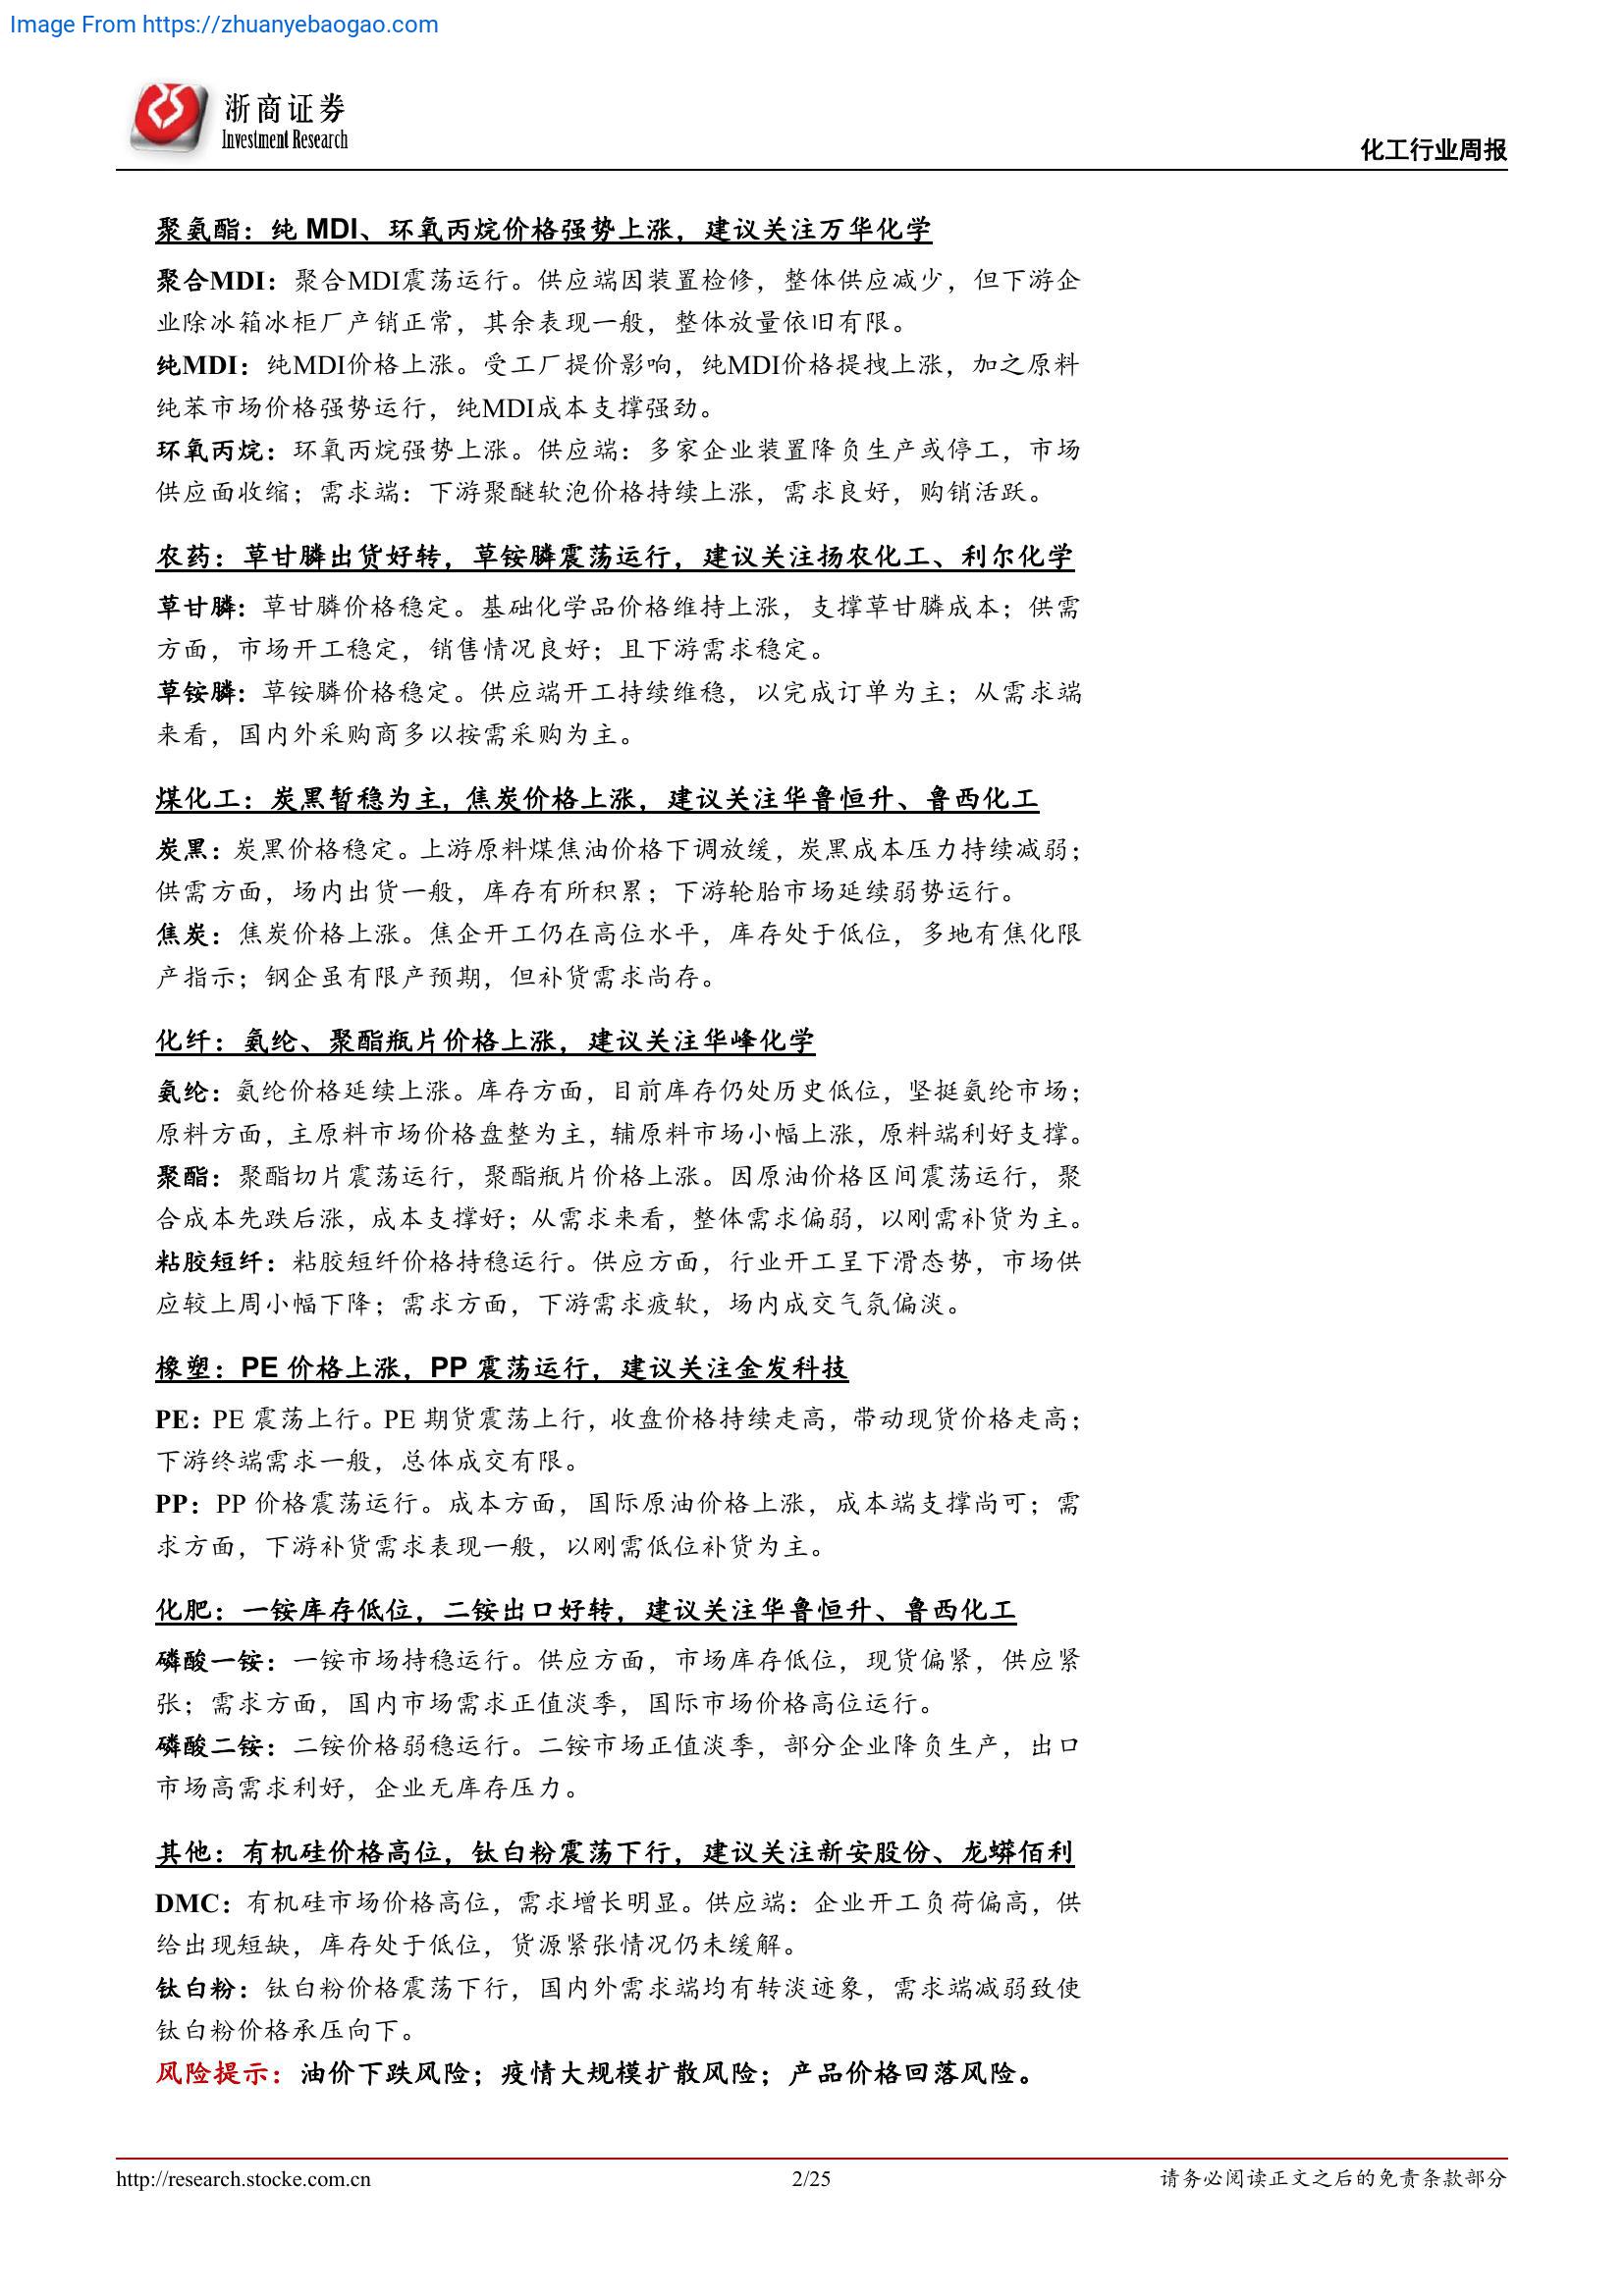 Image From https://zhuanyebaogao.com
浙商证券
Investment Research
化工行业周报
聚氨酯：纯 MDI、环氧丙烷价格强势上涨，建议关注万华化学
聚合MDI：聚合MDI震荡运行。供应端因装置检修，整体供应减少，但下游企
业除冰箱冰柜厂产销正常，其余表现一般，整体放量依旧有限。
纯MDI：纯MDI价格上涨。受工厂提价影响，纯MDI价格提拽上涨，加之原料
纯苯市场价格强势运行，纯MDI成本支撑强劲。
环氧丙烷：环氧丙烷强势上涨。供应端：多家企业装置降负生产或停工，市场
供应面收缩；需求端：下游聚醚软泡价格持续上涨，需求良好，购销活跃。
农药：草甘膦出货好转，草铵膦震荡运行，建议关注扬农化工、利尔化学
草甘膦：草甘膦价格稳定。基础化学品价格维持上涨，支撑草甘膦成本；供需
方面，市场开工稳定，销售情况良好；且下游需求稳定。
草铵膦：草铵膦价格稳定。供应端开工持续维稳，以完成订单为主；从需求端
来看，国内外采购商多以按需采购为主。
煤化工：炭黑暂稳为主，焦炭价格上涨，建议关注华鲁恒升、鲁西化工
炭黑：炭黑价格稳定。上游原料煤焦油价格下调放缓，炭黑成本压力持续减弱；
供需方面，场内出货一般，库存有所积累；下游轮胎市场延续弱势运行。
焦炭：焦炭价格上涨。焦企开工仍在高位水平，库存处于低位，多地有焦化限
产指示；钢企虽有限产预期，但补货需求尚存。
化纤：氨纶、聚酯瓶片价格上涨，建议关注华峰化学
氨纶：氨纶价格延续上涨。库存方面，目前库存仍处历史低位，坚挺氨纶市场；
原料方面，主原料市场价格盘整为主，辅原料市场小幅上涨，原料端利好支撑。
聚酯：聚酯切片震荡运行，聚酯瓶片价格上涨。因原油价格区间震荡运行，聚
合成本先跌后涨，成本支撑好；从需求来看，整体需求偏弱，以刚需补货为主。
粘胶短纤：粘胶短纤价格持稳运行。供应方面，行业开工呈下滑态势，市场供
应较上周小幅下降；需求方面，下游需求疲软，场内成交气氛偏淡。
橡塑：PE 价格上涨，PP 震荡运行，建议关注金发科技
PE：PE 震荡上行。PE 期货震荡上行，收盘价格持续走高，带动现货价格走高；
下游终端需求一般，总体成交有限。
PP：PP 价格震荡运行。成本方面，国际原油价格上涨，成本端支撑尚可；需
求方面，下游补货需求表现一般，以刚需低位补货为主。
化肥：一铵库存低位，二铵出口好转，建议关注华鲁恒升、鲁西化工
磷酸一铵：一铵市场持稳运行。供应方面，市场库存低位，现货偏紧，供应紧
张；需求方面，国内市场需求正值淡季，国际市场价格高位运行。
磷酸二铵：二铵价格弱稳运行。二铵市场正值淡季，部分企业降负生产，出口
市场高需求利好，企业无库存压力。
其他：有机硅价格高位，钛白粉震荡下行，建议关注新安股份、龙蟒佰利
DMC：有机硅市场价格高位，需求增长明显。供应端：企业开工负荷偏高，供
给出现短缺，库存处于低位，货源紧张情况仍未缓解。
钛白粉：钛白粉价格震荡下行，国内外需求端均有转淡迹象，需求端减弱致使
钛白粉价格承压向下。
风险提示：油价下跌风险；疫情大规模扩散风险；产品价格回落风险。
http://research.stocke.com.cn
2/25
请务必阅读正文之后的免责条款部分